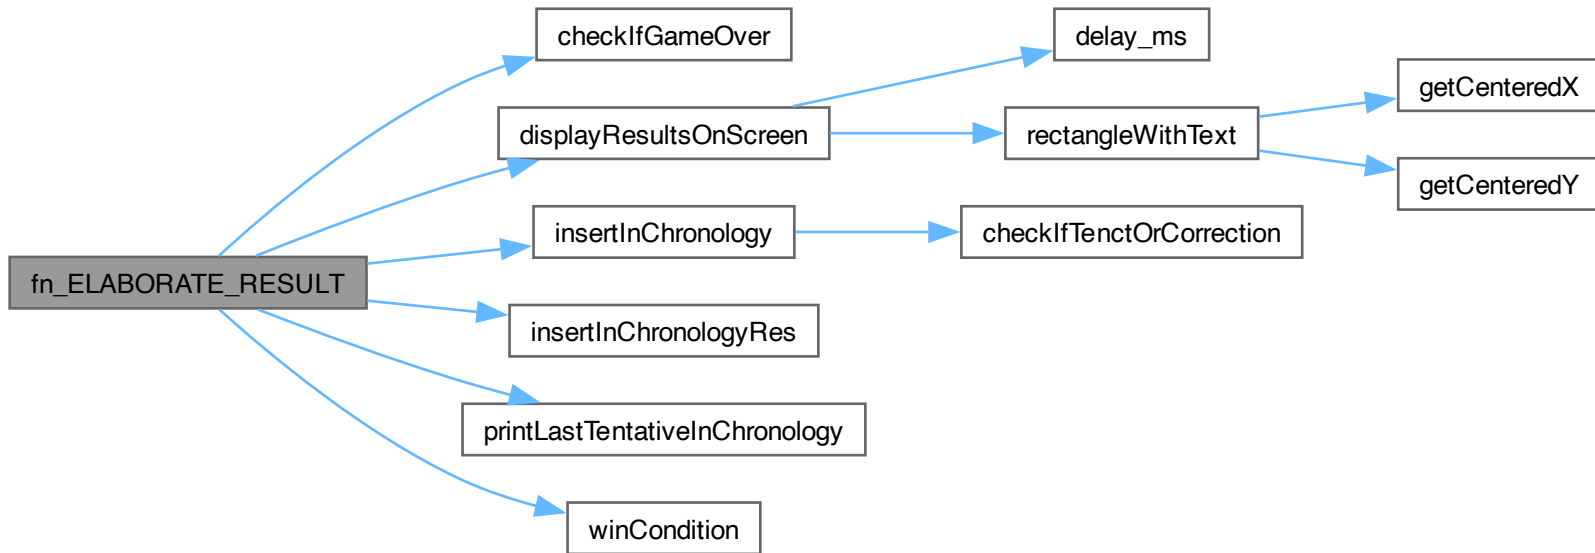 checkIfGameOver
delay_ms
getCenteredX
displayResultsOnScreen
rectangleWithText
getCenteredY
insertInChronology
checkIfTenctOrCorrection
fn_ELABORATE_RESULT
insertInChronologyRes
printLastTentativeInChronology
winCondition